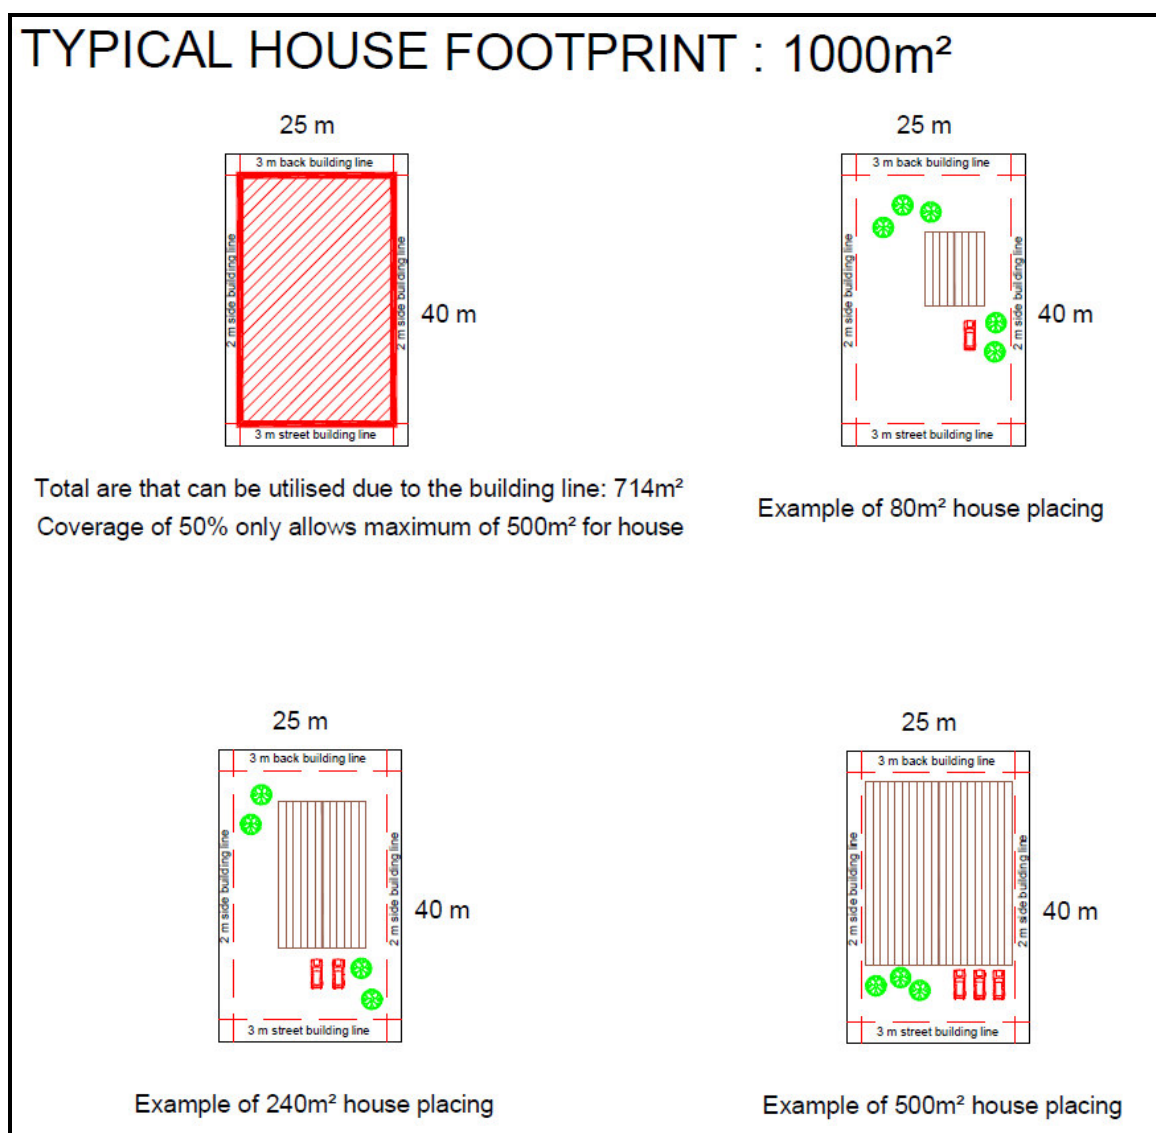 TYPICAL HOUSE FOOTPRINT : 1000m²
25 m
3 m back building line
2 m side building line
2 m side building line
40 m
3 m street building line
Total are that can be utilised due to the building line: 714m²
Coverage of 50% only allows maximum of 500m² for house
25 m
3 m back building line
2 m side building line
2 m side building line
40 m
3 m street building line
Example of 80m² house placing
25 m
3 m back building line
2 m side building line
2 m side building line
40 m
3 m street building line
Example of 240m² house placing
25 m
3 m back building line
2 m side building line
2 m side building line
40 m
3 m street building line
Example of 500m² house placing